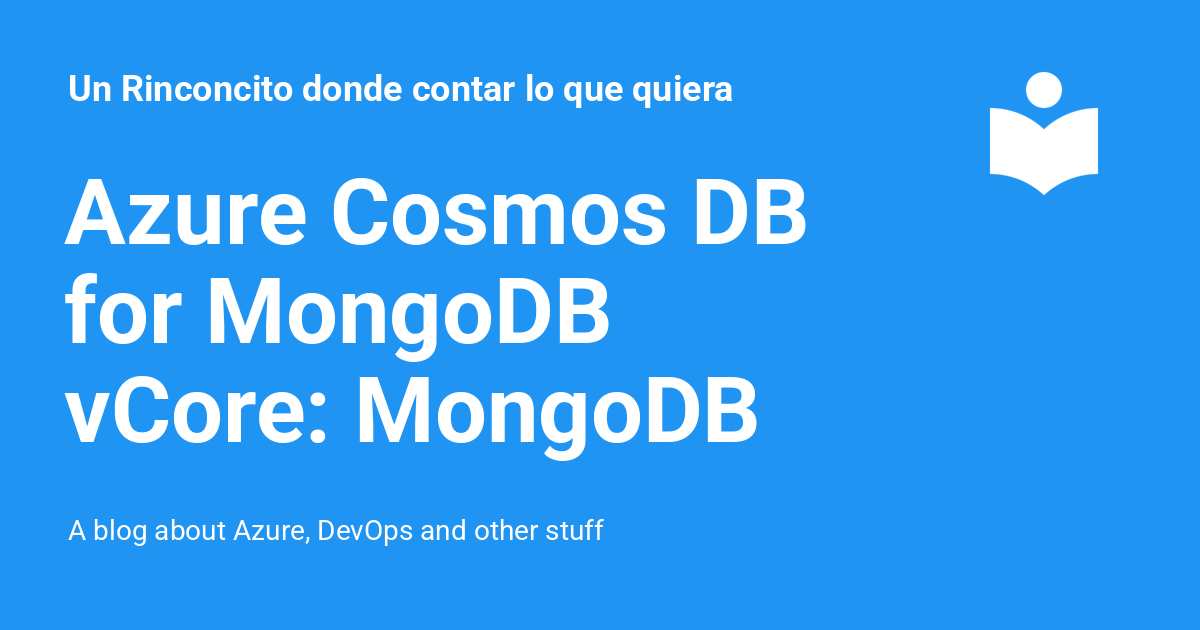 Un Rinconcito donde contar lo que quiera
Azure Cosmos DB
for MongoDB
vCore: MongoDB
A blog about Azure, DevOps and other stuff